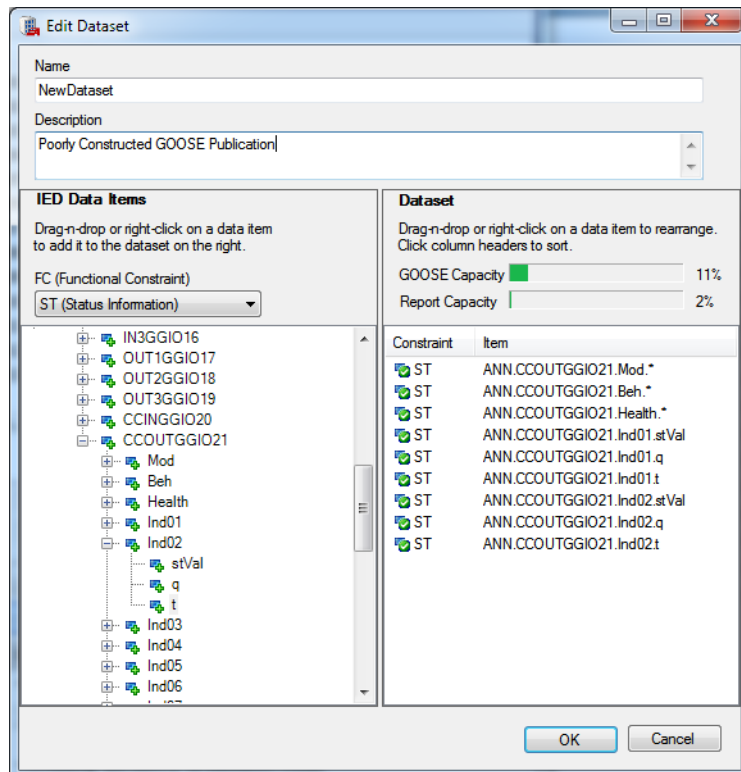 Edit Dataset
Name
NewDataset
Description
Poorly Constructed GOOSE Publication
IED Data Items
Drag-n-drop or right-click on a data item
to add it to the dataset on the right.
FC (Functional Constraint)
ST (Status Information)
IN3GGIO16
OUT1GGIO17
OUT2GGIO18
OUT3GGIO19
CCINGGIO20
CCOUTGGIO21
Mod
Beh
Health
Ind01
Ind02
stVal
q
t
Ind03
Ind04
Ind05
Ind06
Dataset
Drag-n-drop or right-click on a data item to rearrange.
Click column headers to sort.
GOOSE Capacity 11%
Report Capacity 2%
Constraint Item
ST ANN.CCOUTGGIO21.Mod.*
ST ANN.CCOUTGGIO21.Beh.*
ST ANN.CCOUTGGIO21.Health.*
ST ANN.CCOUTGGIO21.Ind01.stVal
ST ANN.CCOUTGGIO21.Ind01.q
ST ANN.CCOUTGGIO21.Ind01.t
ST ANN.CCOUTGGIO21.Ind02.stVal
ST ANN.CCOUTGGIO21.Ind02.q
ST ANN.CCOUTGGIO21.Ind02.t
OK Cancel